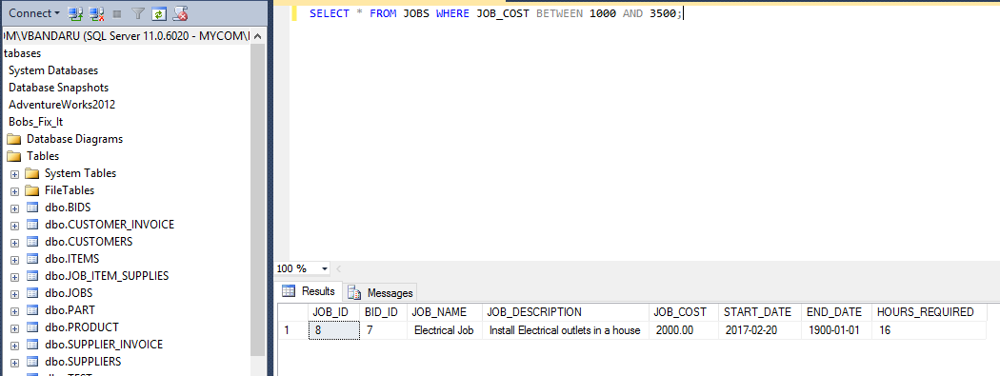 Connect
SELECT * FROM JOBS WHERE JOB_COST BETWEEN 1000 AND 3500;
OM\VBANDARU (SQL Server 11.0.6020 - MYCOM\
tabases
System Databases
Database Snapshots
AdventureWorks2012
Bobs_Fix_It
Database Diagrams
Tables
System Tables
FileTables
dbo.BIDS
dbo.CUSTOMER_INVOICE
dbo.CUSTOMERS
dbo.ITEMS
dbo.JOB_ITEM_SUPPLIES
dbo.JOBS
dbo.PART
dbo.PRODUCT
dbo.SUPPLIER_INVOICE
dbo.SUPPLIERS
100 %
Results Messages
JOB_ID BID_ID JOB_NAME JOB_DESCRIPTION JOB_COST START_DATE END_DATE HOURS_REQUIRED
1 8 7 Electrical Job Install Electrical outlets in a house 2000.00 2017-02-20 1900-01-01 16